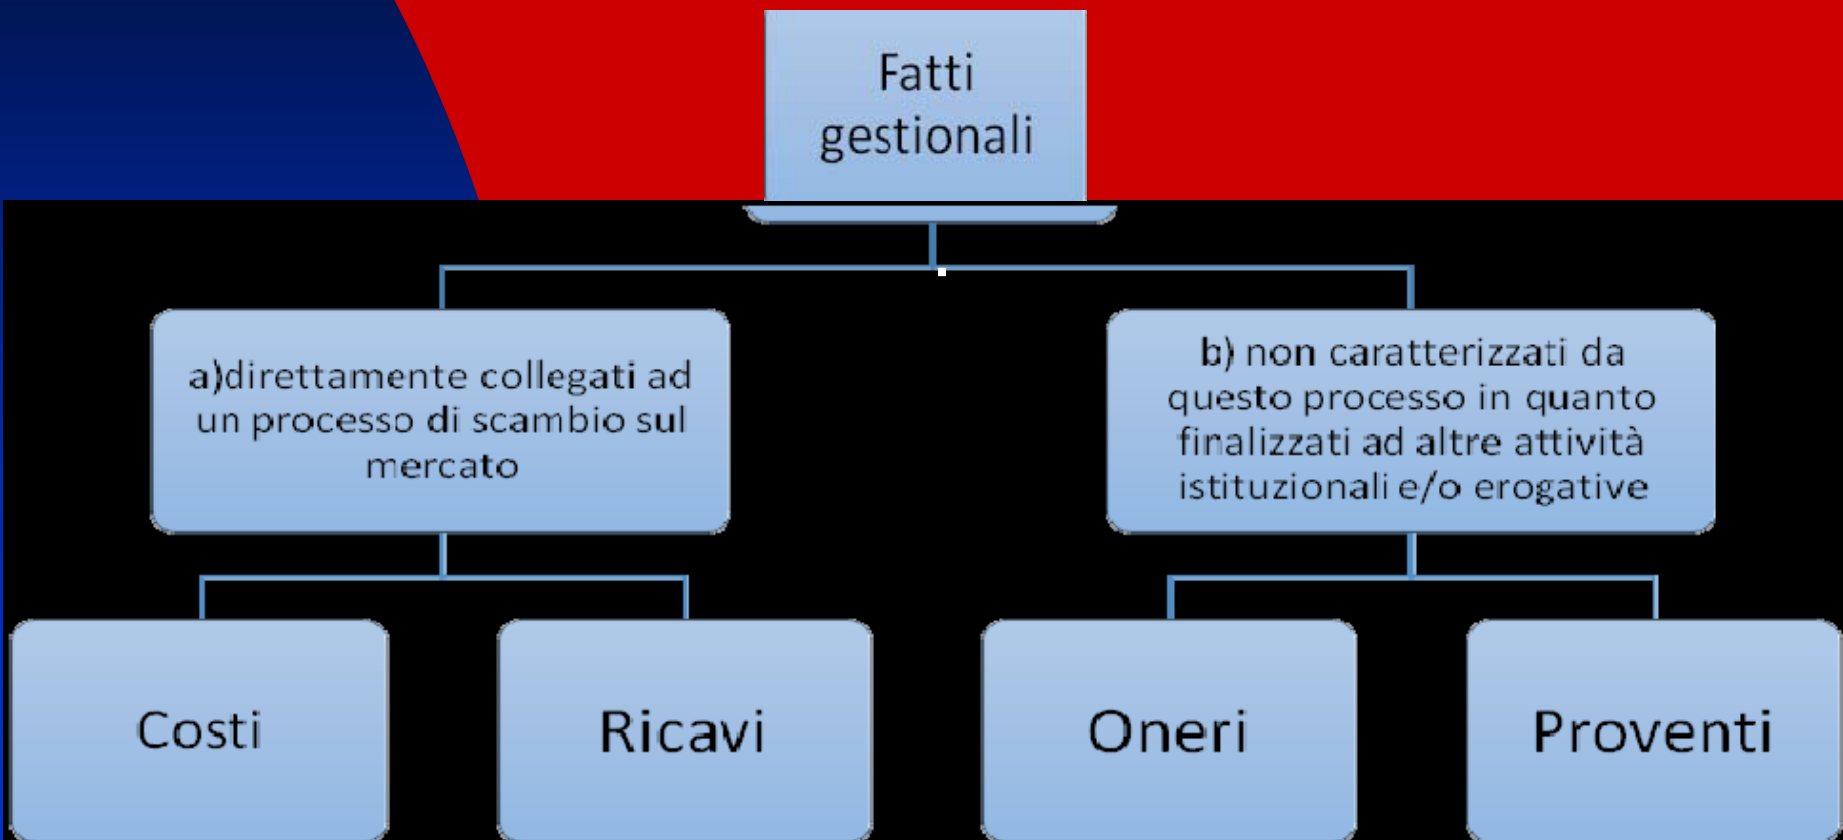 Fatti
gestionali
a)direttamente collegati ad
un processo di scambio sul
mercato
b) non caratterizzati da
questo processo in quanto
finalizzati ad altre attività
istituzionali e/o erogative
Costi
Ricavi
Oneri
Proventi